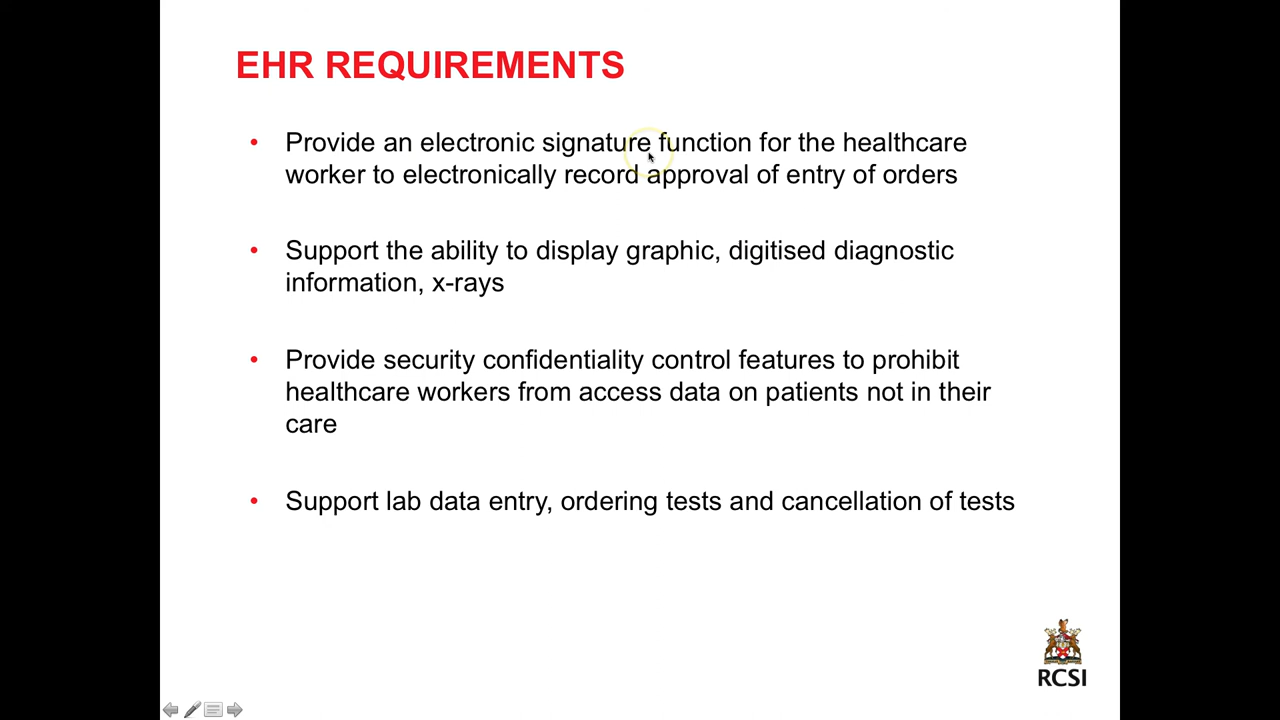 EHR REQUIREMENTS
• Provide an electronic signature function for the healthcare
worker to electronically record approval of entry of orders
• Support the ability to display graphic, digitised diagnostic
information, x-rays
• Provide security confidentiality control features to prohibit
healthcare workers from access data on patients not in their
care
• Support lab data entry, ordering tests and cancellation of tests
RCSI